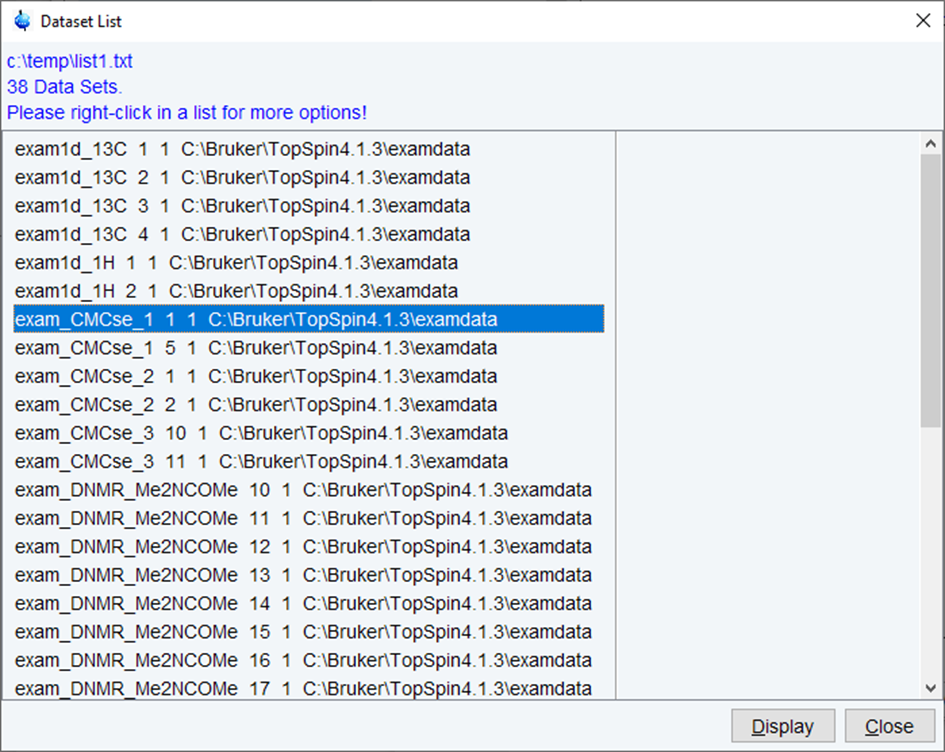 Dataset List
c:\temp\list1.txt
38 Data Sets.
Please right-click in a list for more options!
exam1d_13C 1 1 C:\Bruker\TopSpin4.1.3\examdata
exam1d_13C 2 1 C:\Bruker\TopSpin4.1.3\examdata
exam1d_13C 3 1 C:\Bruker\TopSpin4.1.3\examdata
exam1d_13C 4 1 C:\Bruker\TopSpin4.1.3\examdata
exam1d_1H 1 1 C:\Bruker\TopSpin4.1.3\examdata
exam1d_1H 2 1 C:\Bruker\TopSpin4.1.3\examdata
exam_CMCse_1 1 1 C:\Bruker\TopSpin4.1.3\examdata
exam_CMCse_1 5 1 C:\Bruker\TopSpin4.1.3\examdata
exam_CMCse_2 1 1 C:\Bruker\TopSpin4.1.3\examdata
exam_CMCse_2 2 1 C:\Bruker\TopSpin4.1.3\examdata
exam_CMCse_3 10 1 C:\Bruker\TopSpin4.1.3\examdata
exam_CMCse_3 11 1 C:\Bruker\TopSpin4.1.3\examdata
exam_DNMR_Me2NCOMe 10 1 C:\Bruker\TopSpin4.1.3\examdata
exam_DNMR_Me2NCOMe 11 1 C:\Bruker\TopSpin4.1.3\examdata
exam_DNMR_Me2NCOMe 12 1 C:\Bruker\TopSpin4.1.3\examdata
exam_DNMR_Me2NCOMe 13 1 C:\Bruker\TopSpin4.1.3\examdata
exam_DNMR_Me2NCOMe 14 1 C:\Bruker\TopSpin4.1.3\examdata
exam_DNMR_Me2NCOMe 15 1 C:\Bruker\TopSpin4.1.3\examdata
exam_DNMR_Me2NCOMe 16 1 C:\Bruker\TopSpin4.1.3\examdata
exam_DNMR_Me2NCOMe 17 1 C:\Bruker\TopSpin4.1.3\examdata
Display Close